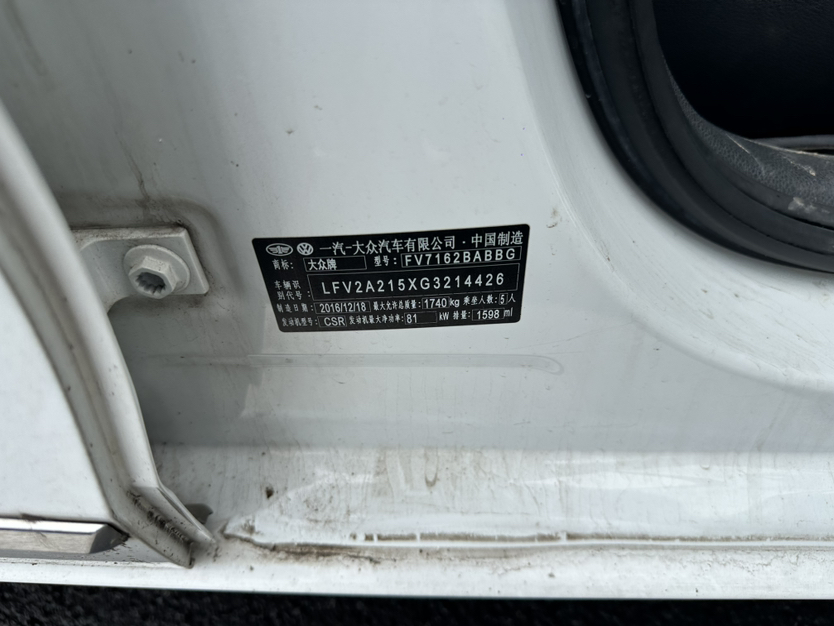 一汽-大众汽车有限公司·中国制造
商标: 大众牌 型号: FV7162BABBG
车辆识别代号: LFV2A215XG3214426
制造日期: 2016/12/18 最大允许总质量: 1740 kg 乘坐人数: 5 人
发动机型号: CSR 发动机最大净功率: 81 kW 排量: 1598 ml